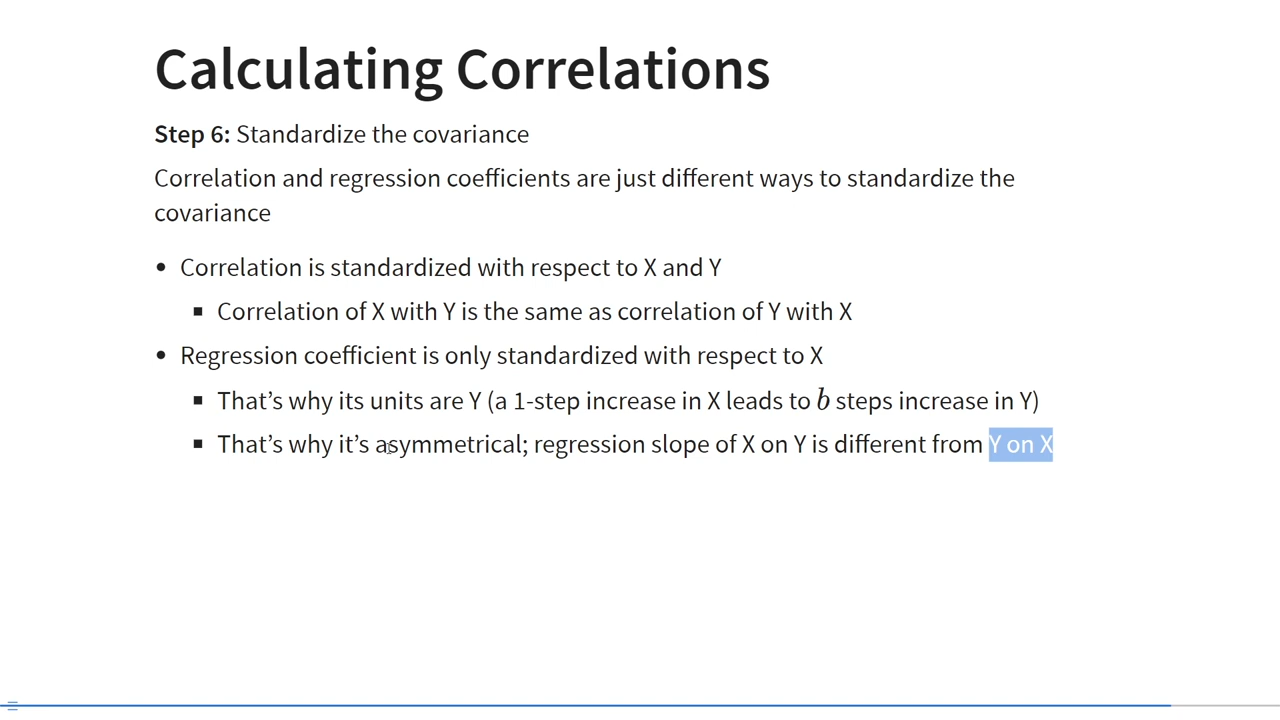 Calculating Correlations
Step 6: Standardize the covariance
Correlation and regression coefficients are just different ways to standardize the
covariance
• Correlation is standardized with respect to X and Y
▪ Correlation of X with Y is the same as correlation of Y with X
• Regression coefficient is only standardized with respect to X
▪ That’s why its units are Y (a 1-step increase in X leads to b steps increase in Y)
▪ That’s why it’s asymmetrical; regression slope of X on Y is different from Y on X